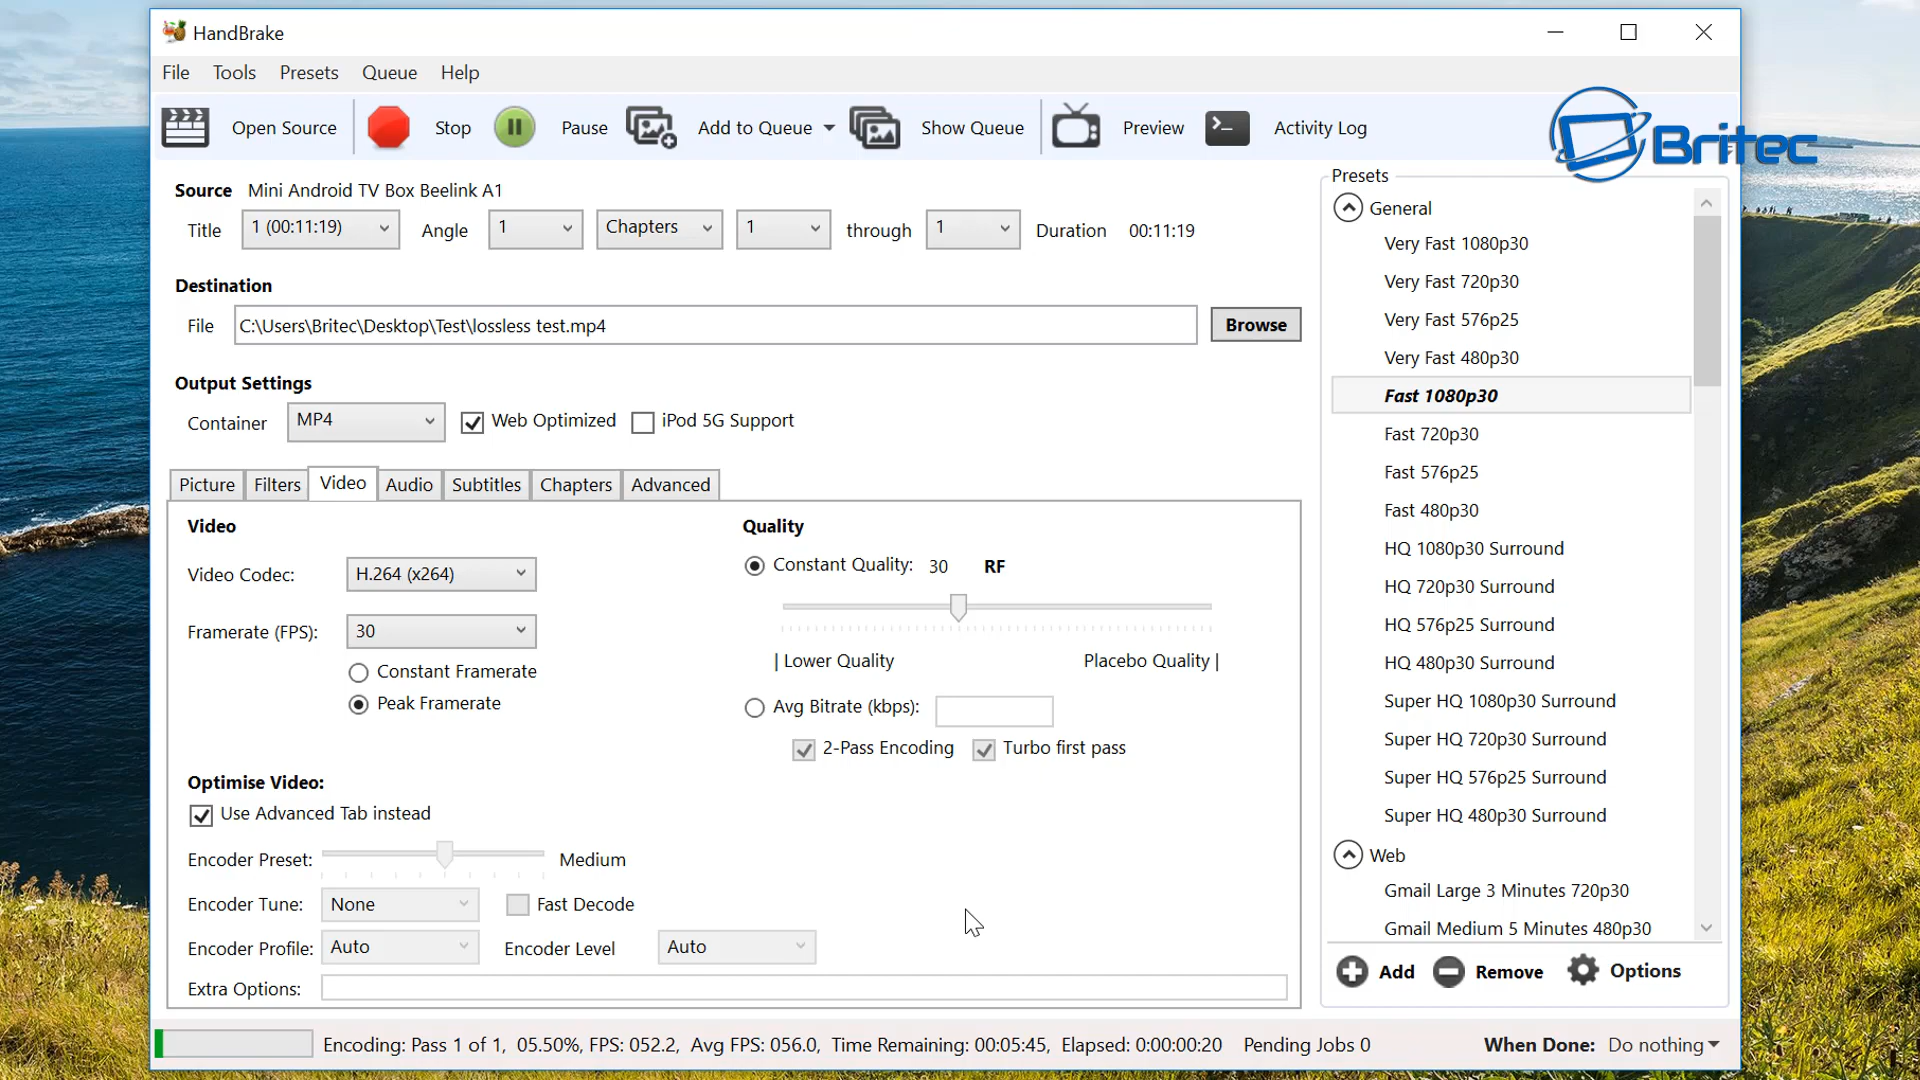 HandBrake
File Tools Presets Queue Help
Open Source Stop Pause Add to Queue Show Queue Preview Activity Log
Britec
Source Mini Android TV Box Beelink A1
Title 1 (00:11:19) Angle 1 Chapters 1 through 1 Duration 00:11:19
Destination
File C:\Users\Britec\Desktop\Test\lossless test.mp4 Browse
Output Settings
Container MP4 Web Optimized iPod 5G Support
Picture Filters Video Audio Subtitles Chapters Advanced
Video
Video Codec: H.264 (x264)
Framerate (FPS): 30
Constant Framerate
Peak Framerate
Quality
Constant Quality: 30 RF
| Lower Quality Placebo Quality |
Avg Bitrate (kbps):
2-Pass Encoding Turbo first pass
Optimise Video:
Use Advanced Tab instead
Encoder Preset: Medium
Encoder Tune: None Fast Decode
Encoder Profile: Auto Encoder Level Auto
Extra Options:
Presets
General
Very Fast 1080p30
Very Fast 720p30
Very Fast 576p25
Very Fast 480p30
Fast 1080p30
Fast 720p30
Fast 576p25
Fast 480p30
HQ 1080p30 Surround
HQ 720p30 Surround
HQ 576p25 Surround
HQ 480p30 Surround
Super HQ 1080p30 Surround
Super HQ 720p30 Surround
Super HQ 576p25 Surround
Super HQ 480p30 Surround
Web
Gmail Large 3 Minutes 720p30
Gmail Medium 5 Minutes 480p30
Add Remove Options
Encoding: Pass 1 of 1, 05.50%, FPS: 052.2, Avg FPS: 056.0, Time Remaining: 00:05:45, Elapsed: 0:00:00:20 Pending Jobs 0 When Done: Do nothing